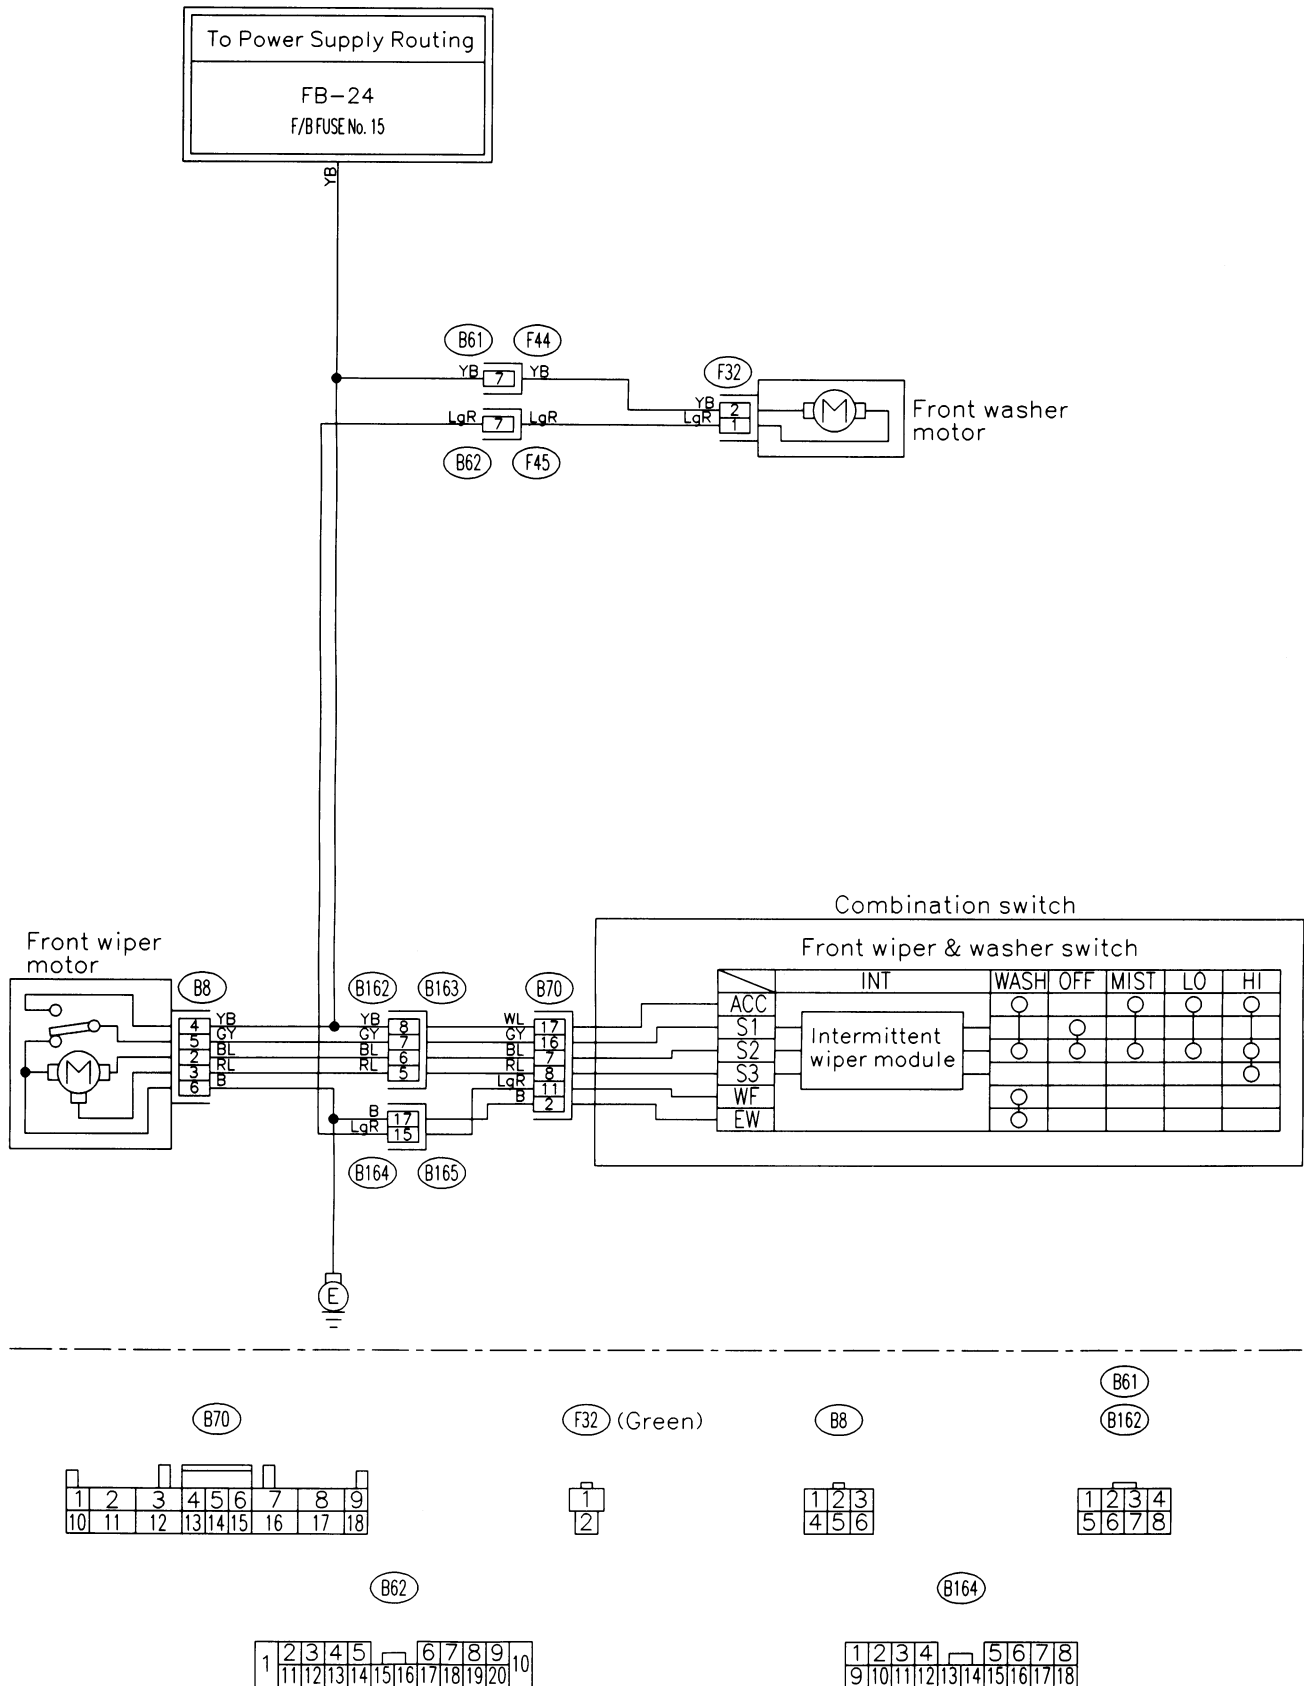 To Power Supply Routing
FB-24
F/B FUSE No. 15
YB
B61 F44
YB 7 YB
F32
YB 2
LgR 7 LgR
LgR 1
M
Front washer
motor
B62 F45
Combination switch
Front wiper
motor
Front wiper & washer switch
B8 B162 B163 B70
INT WASH OFF MIST LO HI
ACC
4 YB YB 8 WL 17 S1
5 GY GY 7 GY 16 Intermittent
wiper module
2 BL BL 6 BL 7 S2
M
3 RL RL 5 RL 8 S3
6 B LgR 11 WF
B 17 B 2 EW
LgR 15
B164 B165
E
B61
B70 F32 (Green) B8 B162
1 2 3 4 5 6 7 8 9
10 11 12 13 14 15 16 17 18
1
2
1 2 3
4 5 6
1 2 3 4
5 6 7 8
B62 B164
1 2 3 4 5 6 7 8 9 10
11 12 13 14 15 16 17 18 19 20
1 2 3 4 5 6 7 8
9 10 11 12 13 14 15 16 17 18